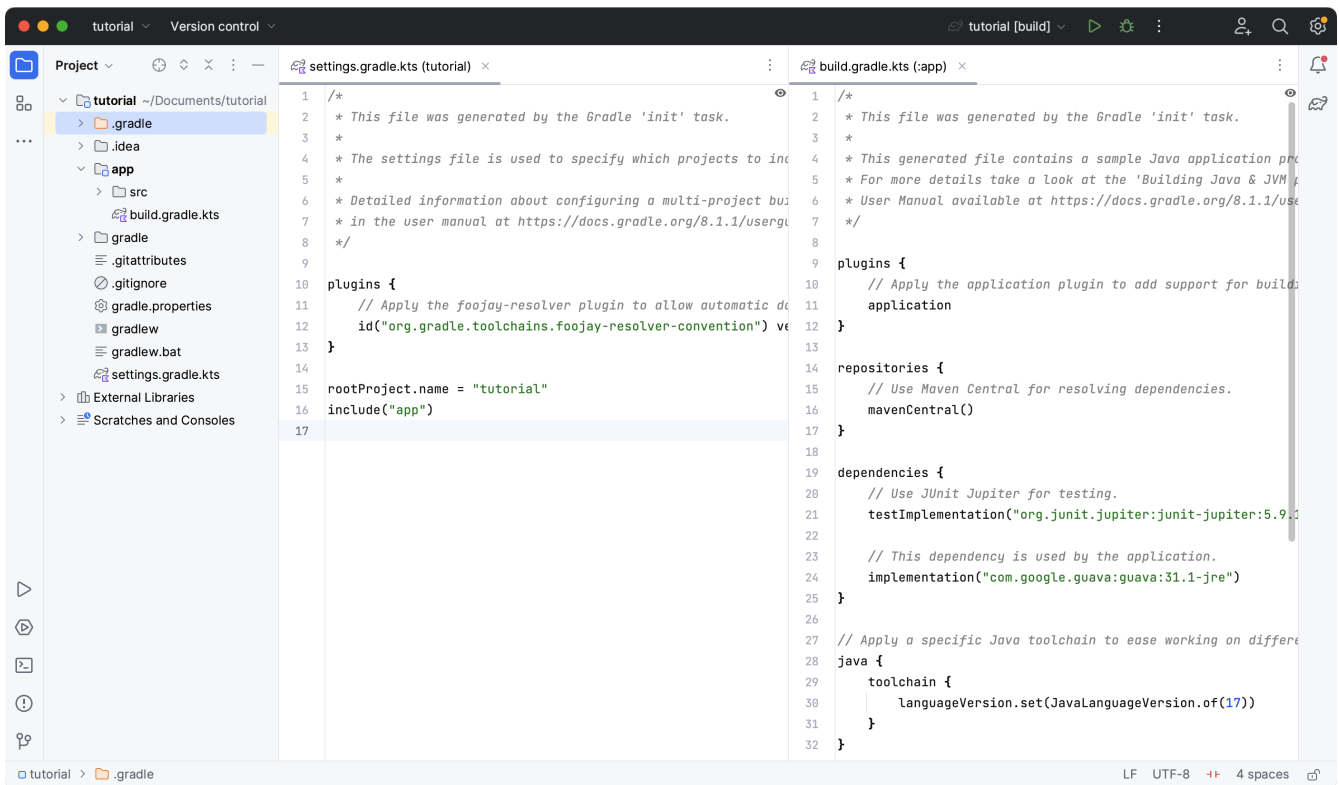 tutorial
Version control
tutorial [build]
Project
tutorial ~/Documents/tutorial
.gradle
.idea
app
src
build.gradle.kts
gradle
.gitattributes
.gitignore
gradle.properties
gradlew
gradlew.bat
settings.gradle.kts
External Libraries
Scratches and Consoles
settings.gradle.kts (tutorial)
1 /*
2 * This file was generated by the Gradle 'init' task.
3 *
4 * The settings file is used to specify which projects to inc
5 *
6 * Detailed information about configuring a multi-project bui
7 * in the user manual at https://docs.gradle.org/8.1.1/usergu
8 */
9
10 plugins {
11 // Apply the foojay-resolver plugin to allow automatic do
12 id("org.gradle.toolchains.foojay-resolver-convention") ve
13 }
14
15 rootProject.name = "tutorial"
16 include("app")
17
build.gradle.kts (:app)
1 /*
2 * This file was generated by the Gradle 'init' task.
3 *
4 * This generated file contains a sample Java application pro
5 * For more details take a look at the 'Building Java & JVM p
6 * User Manual available at https://docs.gradle.org/8.1.1/use
7 */
8
9 plugins {
10 // Apply the application plugin to add support for buildi
11 application
12 }
13
14 repositories {
15 // Use Maven Central for resolving dependencies.
16 mavenCentral()
17 }
18
19 dependencies {
20 // Use JUnit Jupiter for testing.
21 testImplementation("org.junit.jupiter:junit-jupiter:5.9.1
22
23 // This dependency is used by the application.
24 implementation("com.google.guava:guava:31.1-jre")
25 }
26
27 // Apply a specific Java toolchain to ease working on differe
28 java {
29 toolchain {
30 languageVersion.set(JavaLanguageVersion.of(17))
31 }
32 }
tutorial > .gradle
LF UTF-8 4 spaces